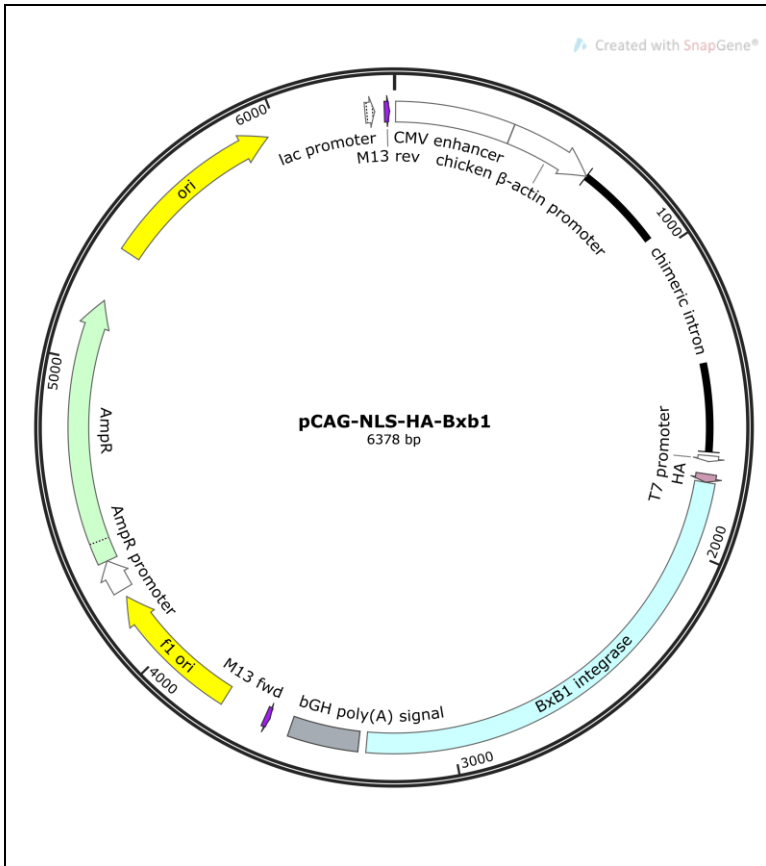 Created with SnapGene®
6000
lac promoter
M13 rev
CMV enhancer
chicken β-actin promoter
ori
1000
chimeric intron
5000
pCAG-NLS-HA-Bxb1
6378 bp
AmpR
T7 promoter
HA
2000
AmpR promoter
f1 ori
4000
M13 fwd
bGH poly(A) signal
BxB1 integrase
3000